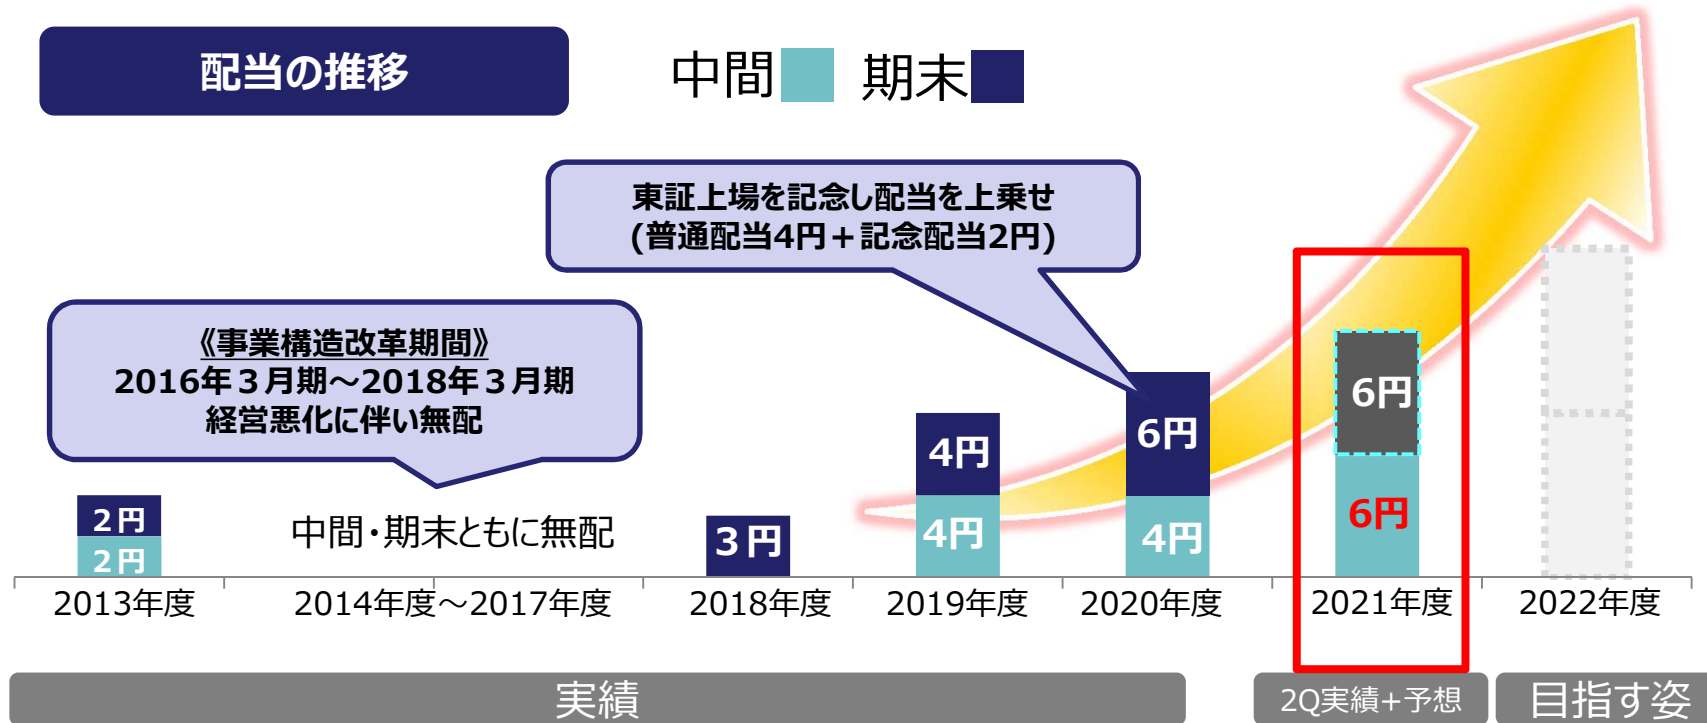 配当の推移
中間 期末
東証上場を記念し配当を上乗せ
(普通配当4円＋記念配当2円)
《事業構造改革期間》
2016年３月期～2018年３月期
経営悪化に伴い無配
２円
２円
中間・期末ともに無配
３円
4円
4円
6円
4円
6円
6円
2013年度
2014年度～2017年度
2018年度
2019年度
2020年度
2021年度
2022年度
実績
2Q実績+予想
目指す姿